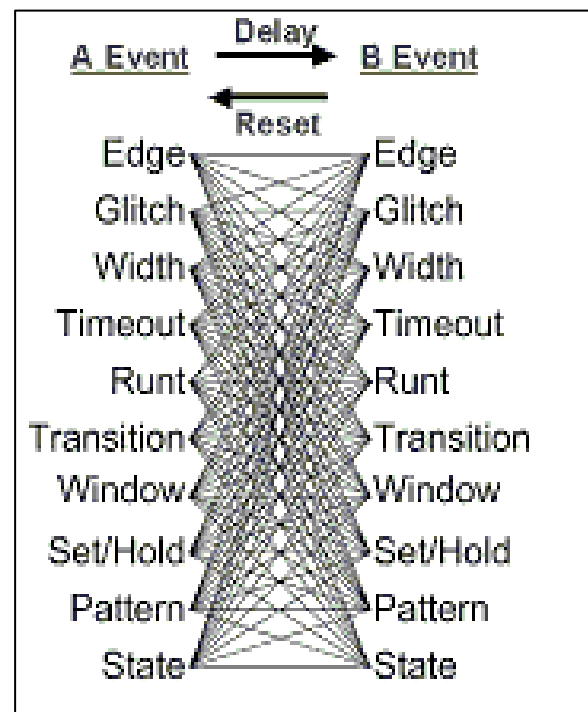 Delay
A Event B Event
Reset
Edge Edge
Glitch Glitch
Width Width
Timeout Timeout
Runt Runt
Transition Transition
Window Window
Set/Hold Set/Hold
Pattern Pattern
State State